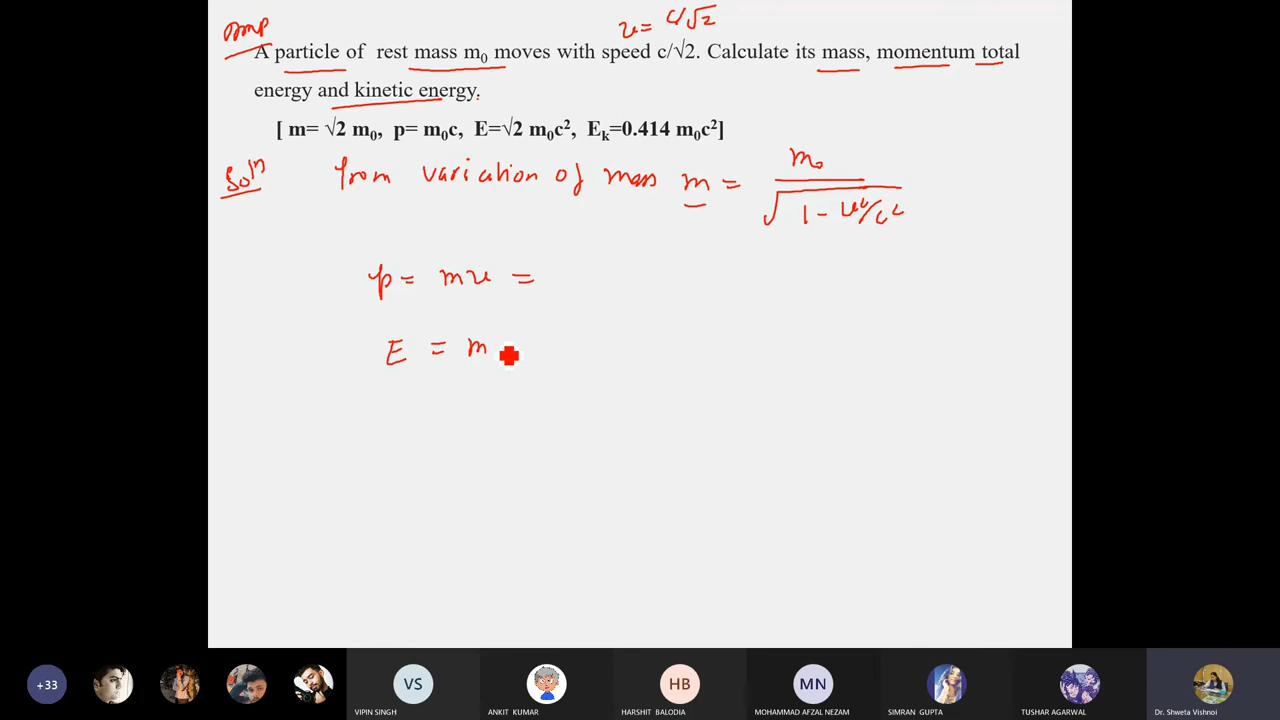 Imp
u = c/√2
A particle of rest mass m₀ moves with speed c/√2. Calculate its mass, momentum total
energy and kinetic energy.
[ m= √2 m₀, p= m₀c, E=√2 m₀c², Eₖ=0.414 m₀c²]
Solⁿ from variation of mass m = m₀ / √(1 - u²/c²)
p = mu =
E = m
+33
VS
HB
MN
VIPIN SINGH
ANKIT KUMAR
HARSHIT BALODIA
MOHAMMAD AFZAL NEZAM
SIMRAN GUPTA
TUSHAR AGARWAL
Dr. Shweta Vishnoi